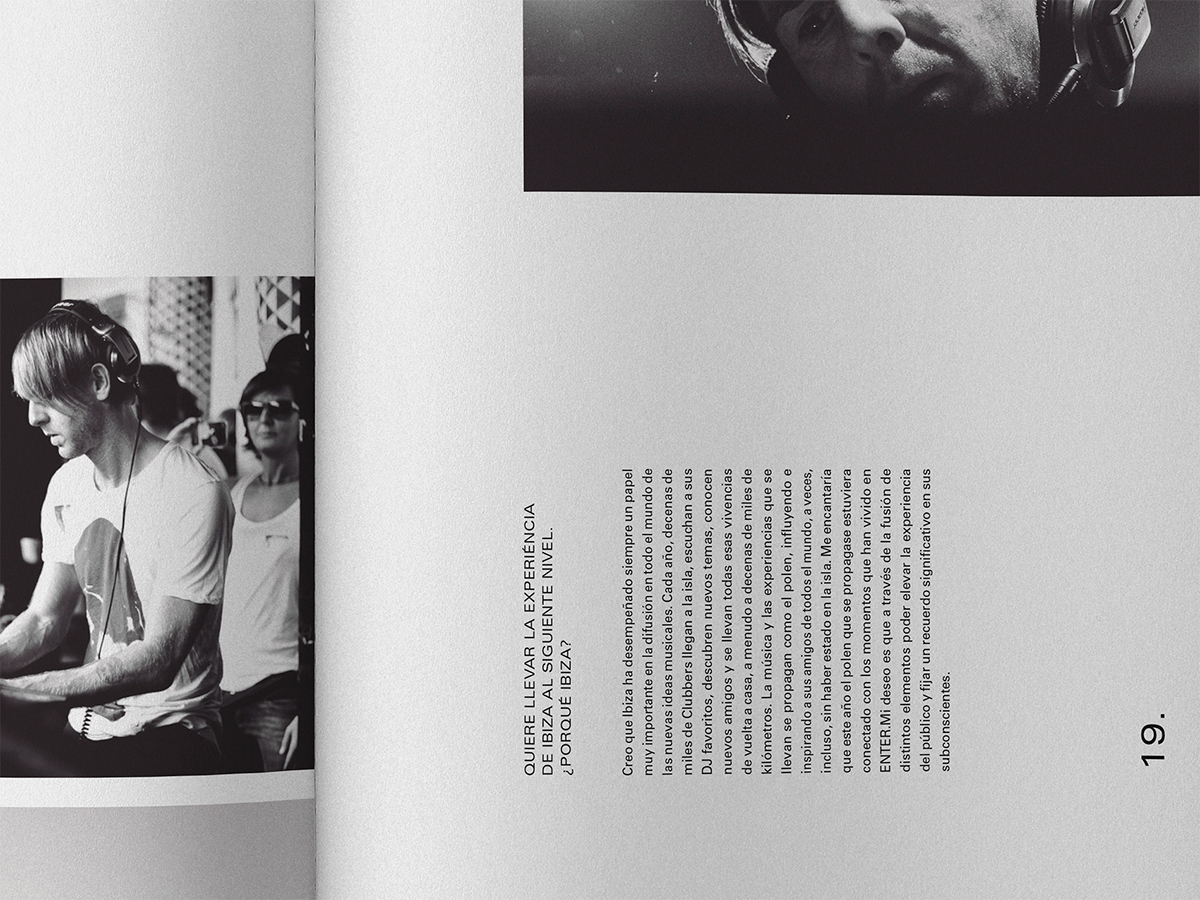 QUIERE LLEVAR LA EXPERIÉNCIA
DE IBIZA AL SIGUIENTE NIVEL.
¿PORQUÉ IBIZA?
Creo que Ibiza ha desempeñado siempre un papel
muy importante en la difusión en todo el mundo de
las nuevas ideas musicales. Cada año, decenas de
miles de Clubbers llegan a la isla, escuchan a sus
DJ favoritos, descubren nuevos temas, conocen
nuevos amigos y se llevan todas esas vivencias
de vuelta a casa, a menudo a decenas de miles de
kilómetros. La música y las experiencias que se
llevan se propagan como el polen, influyendo e
inspirando a sus amigos de todos el mundo, a veces,
incluso, sin haber estado en la isla. Me encantaría
que este año el polen que se propagase estuviera
conectado con los momentos que han vivido en
ENTER.Mi deseo es que a través de la fusión de
distintos elementos poder elevar la experiencia
del público y fijar un recuerdo significativo en sus
subconscientes.
19.